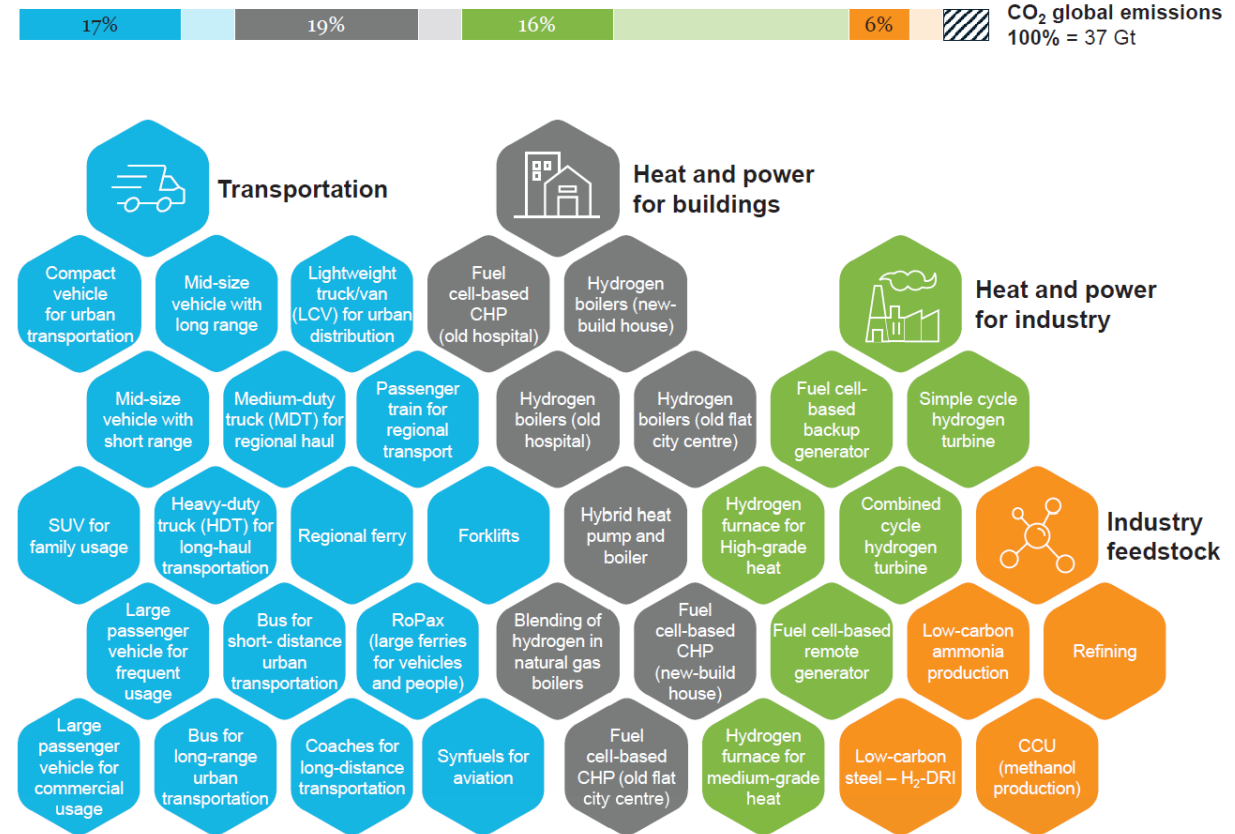 17%
19%
16%
6%
CO₂ global emissions
100% = 37 Gt
Transportation
Heat and power
for buildings
Compact
vehicle
for urban
transportation
Mid-size
vehicle with
long range
Lightweight
truck/van
(LCV) for urban
distribution
Fuel
cell-based
CHP
(old hospital)
Hydrogen
boilers (new-
build house)
Heat and power
for industry
Mid-size
vehicle with
short range
Medium-duty
truck (MDT) for
regional haul
Passenger
train for
regional
transport
Hydrogen
boilers (old
hospital)
Hydrogen
boilers (old flat
city centre)
Fuel cell-
based
backup
generator
Simple cycle
hydrogen
turbine
SUV for
family usage
Heavy-duty
truck (HDT) for
long-haul
transportation
Regional ferry
Forklifts
Hybrid heat
pump and
boiler
Hydrogen
furnace for
High-grade
heat
Combined
cycle
hydrogen
turbine
Industry
feedstock
Large
passenger
vehicle for
frequent
usage
Bus for
short- distance
urban
transportation
RoPax
(large ferries
for vehicles
and people)
Blending of
hydrogen in
natural gas
boilers
Fuel
cell-based
CHP
(new-build
house)
Fuel cell-based
remote
generator
Low-carbon
ammonia
production
Refining
Large
passenger
vehicle for
commercial
usage
Bus for
long-range
urban
transportation
Coaches for
long-distance
transportation
Synfuels for
aviation
Fuel
cell-based
CHP (old flat
city centre)
Hydrogen
furnace for
medium-grade
heat
Low-carbon
steel – H₂-DRI
CCU
(methanol
production)